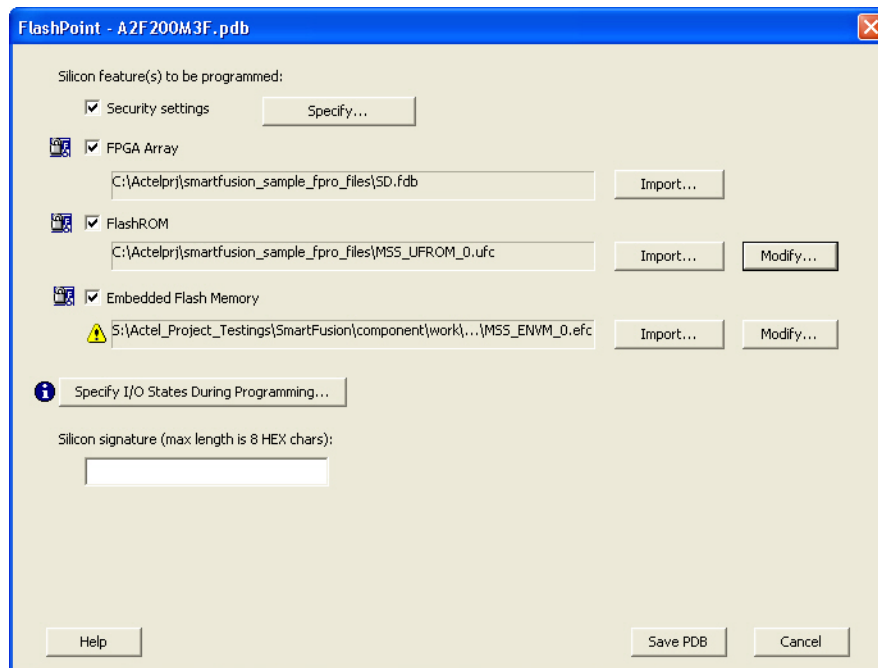 FlashPoint - A2F200M3F.pdb
Silicon feature(s) to be programmed:
Security settings
Specify...
FPGA Array
C:\Actelprj\smartfusion_sample_fpro_files\SD.fdb
Import...
FlashROM
C:\Actelprj\smartfusion_sample_fpro_files\MSS_UFROM_0.ufc
Import...
Modify...
Embedded Flash Memory
S:\Actel_Project_Testings\SmartFusion\component\work\...\MSS_ENVM_0.efc
Import...
Modify...
Specify I/O States During Programming...
Silicon signature (max length is 8 HEX chars):
Help
Save PDB
Cancel